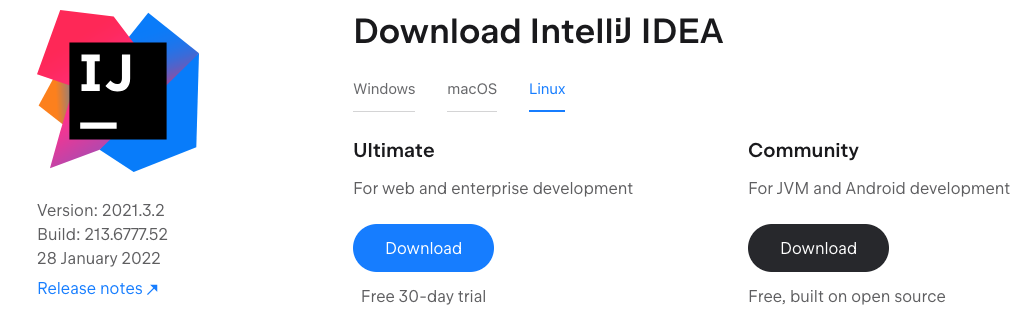 IJ
Download IntelliJ IDEA
Windows macOS Linux
Ultimate
For web and enterprise development
Download
Free 30-day trial
Community
For JVM and Android development
Download
Free, built on open source
Version: 2021.3.2
Build: 213.6777.52
28 January 2022
Release notes ↗